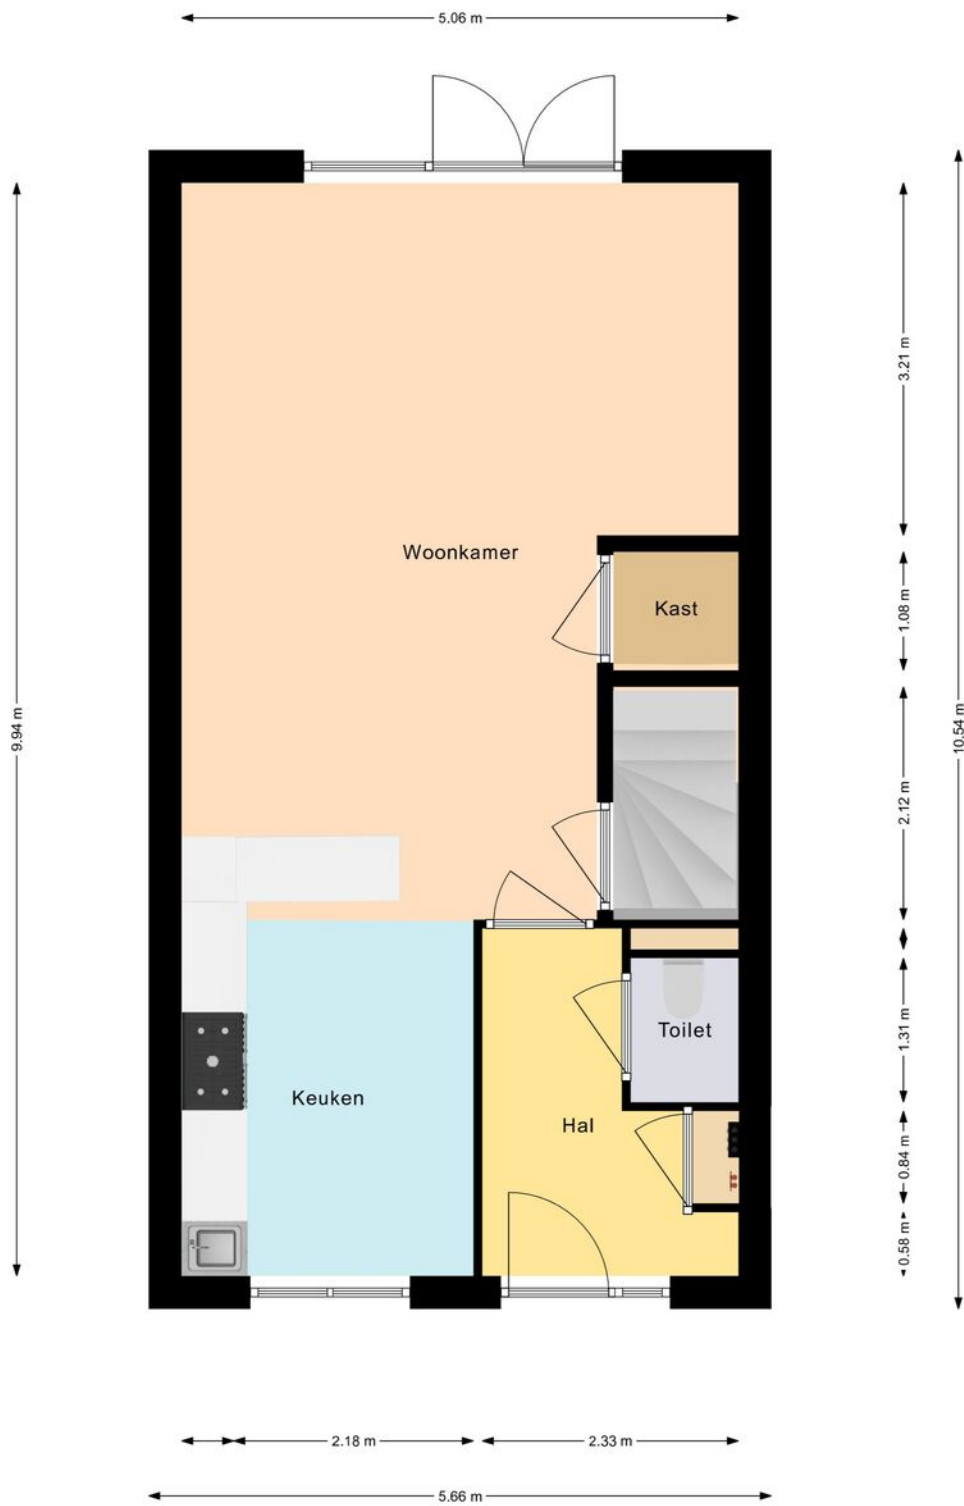 5.06 m
3.21 m
Woonkamer
Kast
1.08 m
9.94 m
10.54 m
2.12 m
Toilet
1.31 m
Keuken
Hal
0.84 m
0.58 m
2.18 m
2.33 m
5.66 m